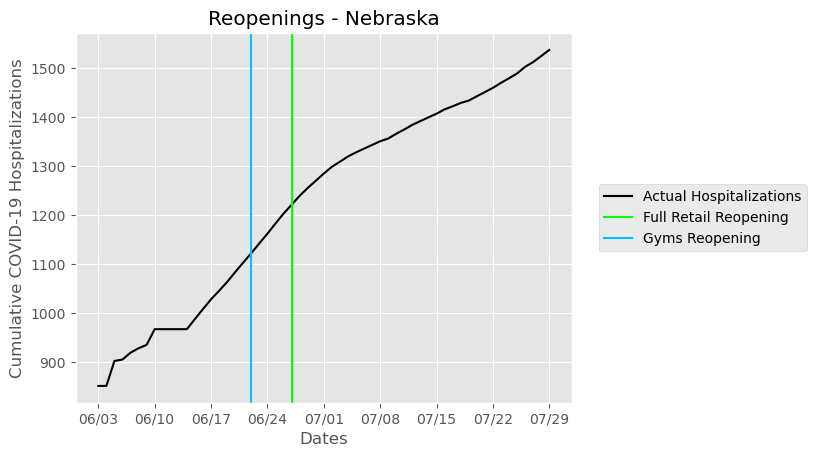 Reopenings - Nebraska
Cumulative COVID-19 Hospitalizations
1500
1400
1300
1200
1100
1000
900
06/03 06/10 06/17 06/24 07/01 07/08 07/15 07/22 07/29
Dates
Actual Hospitalizations
Full Retail Reopening
Gyms Reopening